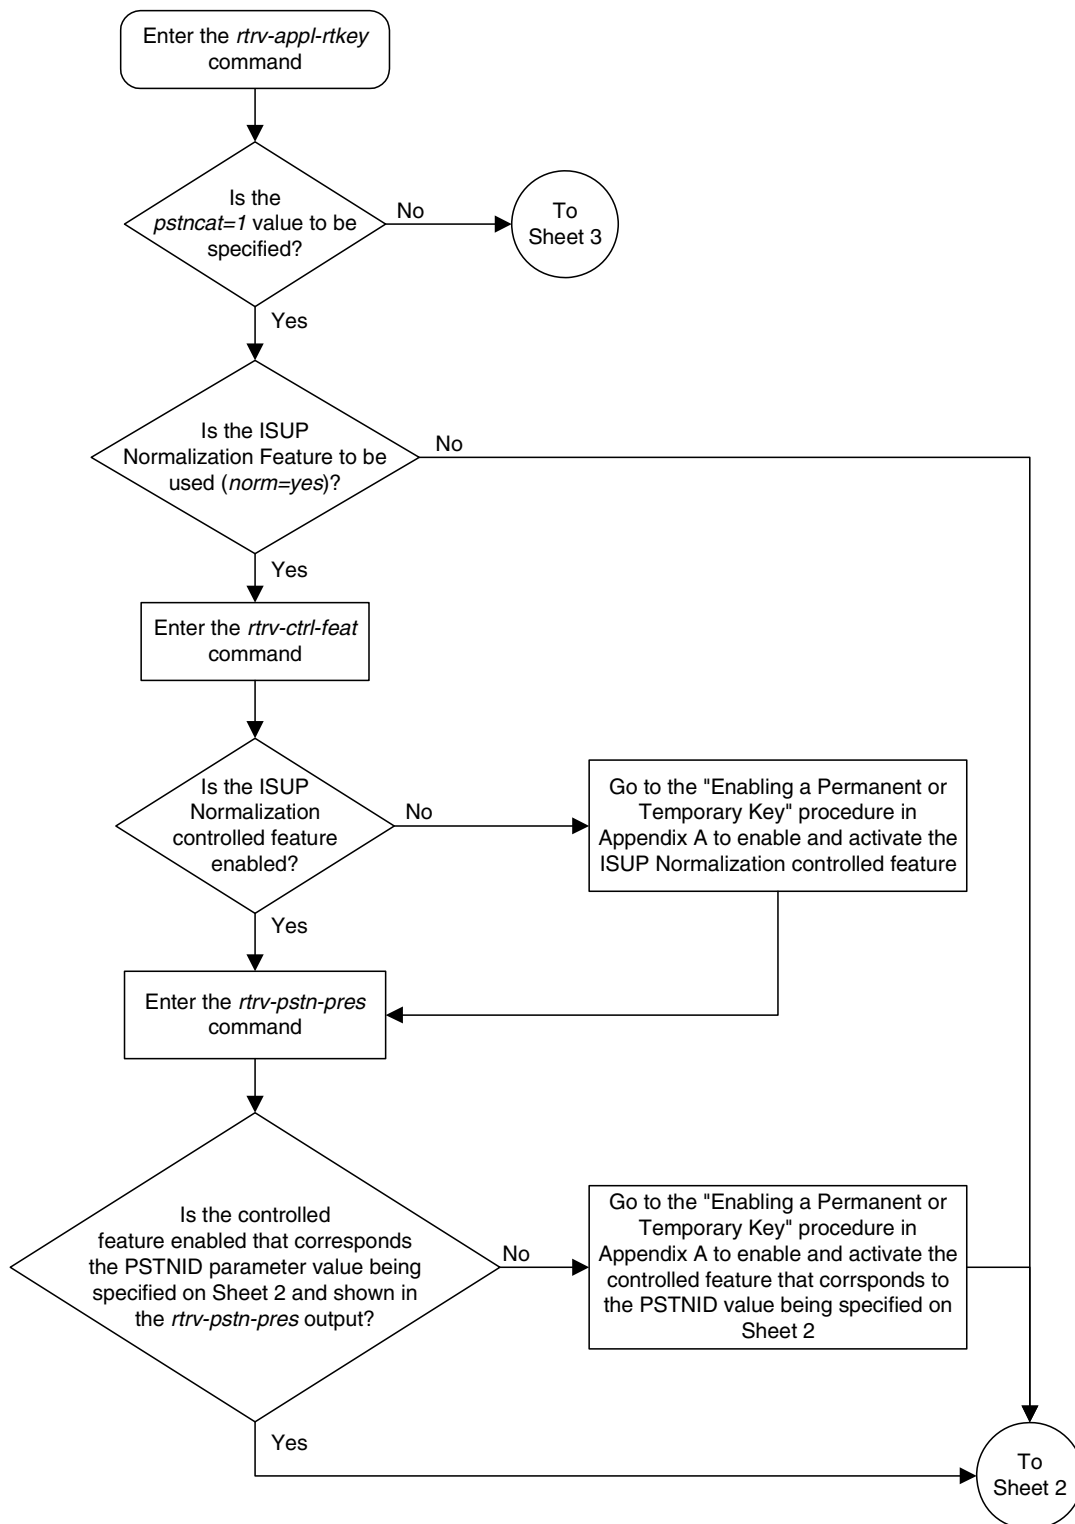 Enter the rtrv-appl-rtkey
command
Is the
pstncat=1 value to be
specified?
No
To
Sheet 3
Yes
Is the ISUP
Normalization Feature to be
used (norm=yes)?
No
Yes
Enter the rtrv-ctrl-feat
command
Is the ISUP
Normalization
controlled feature
enabled?
No
Go to the "Enabling a Permanent or
Temporary Key" procedure in
Appendix A to enable and activate the
ISUP Normalization controlled feature
Yes
Enter the rtrv-pstn-pres
command
Is the controlled
feature enabled that corresponds
the PSTNID parameter value being
specified on Sheet 2 and shown in
the rtrv-pstn-pres output?
No
Go to the "Enabling a Permanent or
Temporary Key" procedure in
Appendix A to enable and activate the
controlled feature that corrsponds to
the PSTNID value being specified on
Sheet 2
Yes
To
Sheet 2